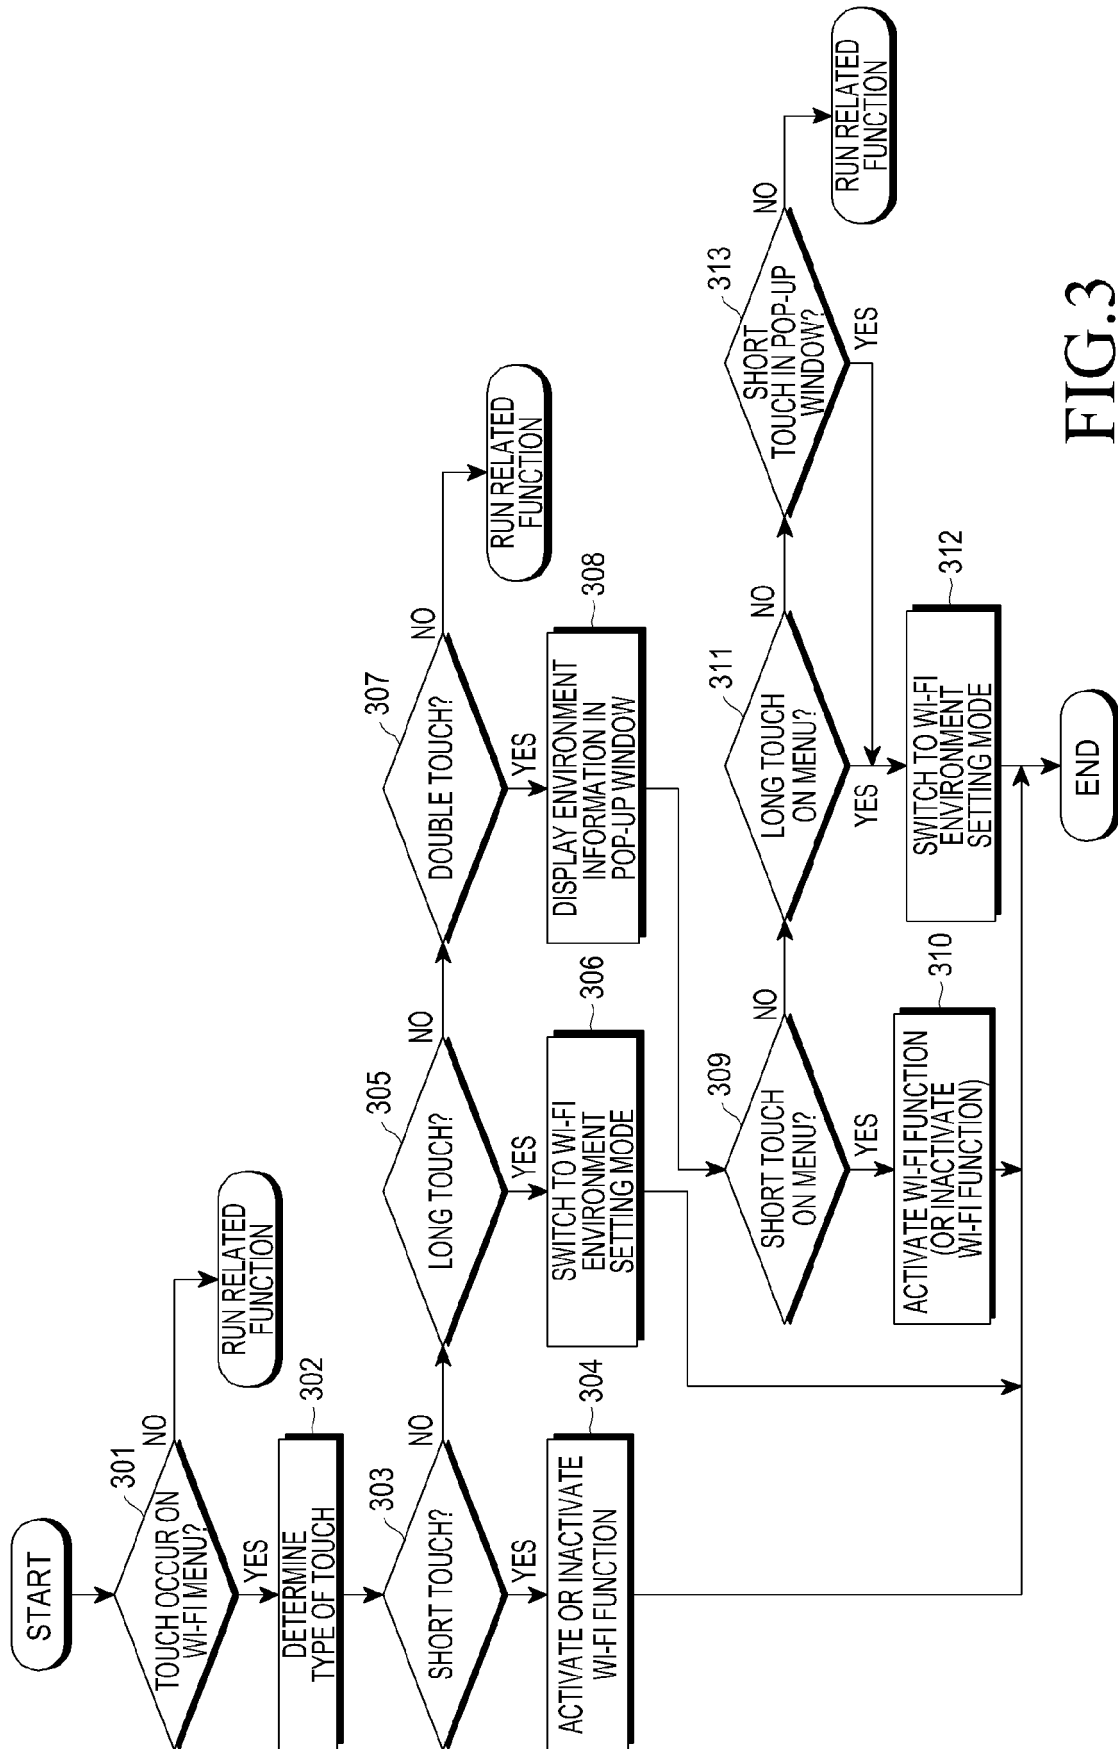 START
301
TOUCH OCCUR ON
WI-FI MENU?
NO
RUN RELATED
FUNCTION
YES
302
DETERMINE
TYPE OF TOUCH
303
SHORT TOUCH?
NO
YES
304
ACTIVATE OR INACTIVATE
WI-FI FUNCTION
305
LONG TOUCH?
NO
YES
306
SWITCH TO WI-FI
ENVIRONMENT
SETTING MODE
307
DOUBLE TOUCH?
NO
RUN RELATED
FUNCTION
YES
308
DISPLAY ENVIRONMENT
INFORMATION IN
POP-UP WINDOW
309
SHORT TOUCH
ON MENU?
NO
YES
310
ACTIVATE WI-FI FUNCTION
(OR INACTIVATE
WI-FI FUNCTION)
311
LONG TOUCH
ON MENU?
NO
YES
312
SWITCH TO WI-FI
ENVIRONMENT
SETTING MODE
313
SHORT
TOUCH IN POP-UP
WINDOW?
NO
RUN RELATED
FUNCTION
YES
END
FIG.3